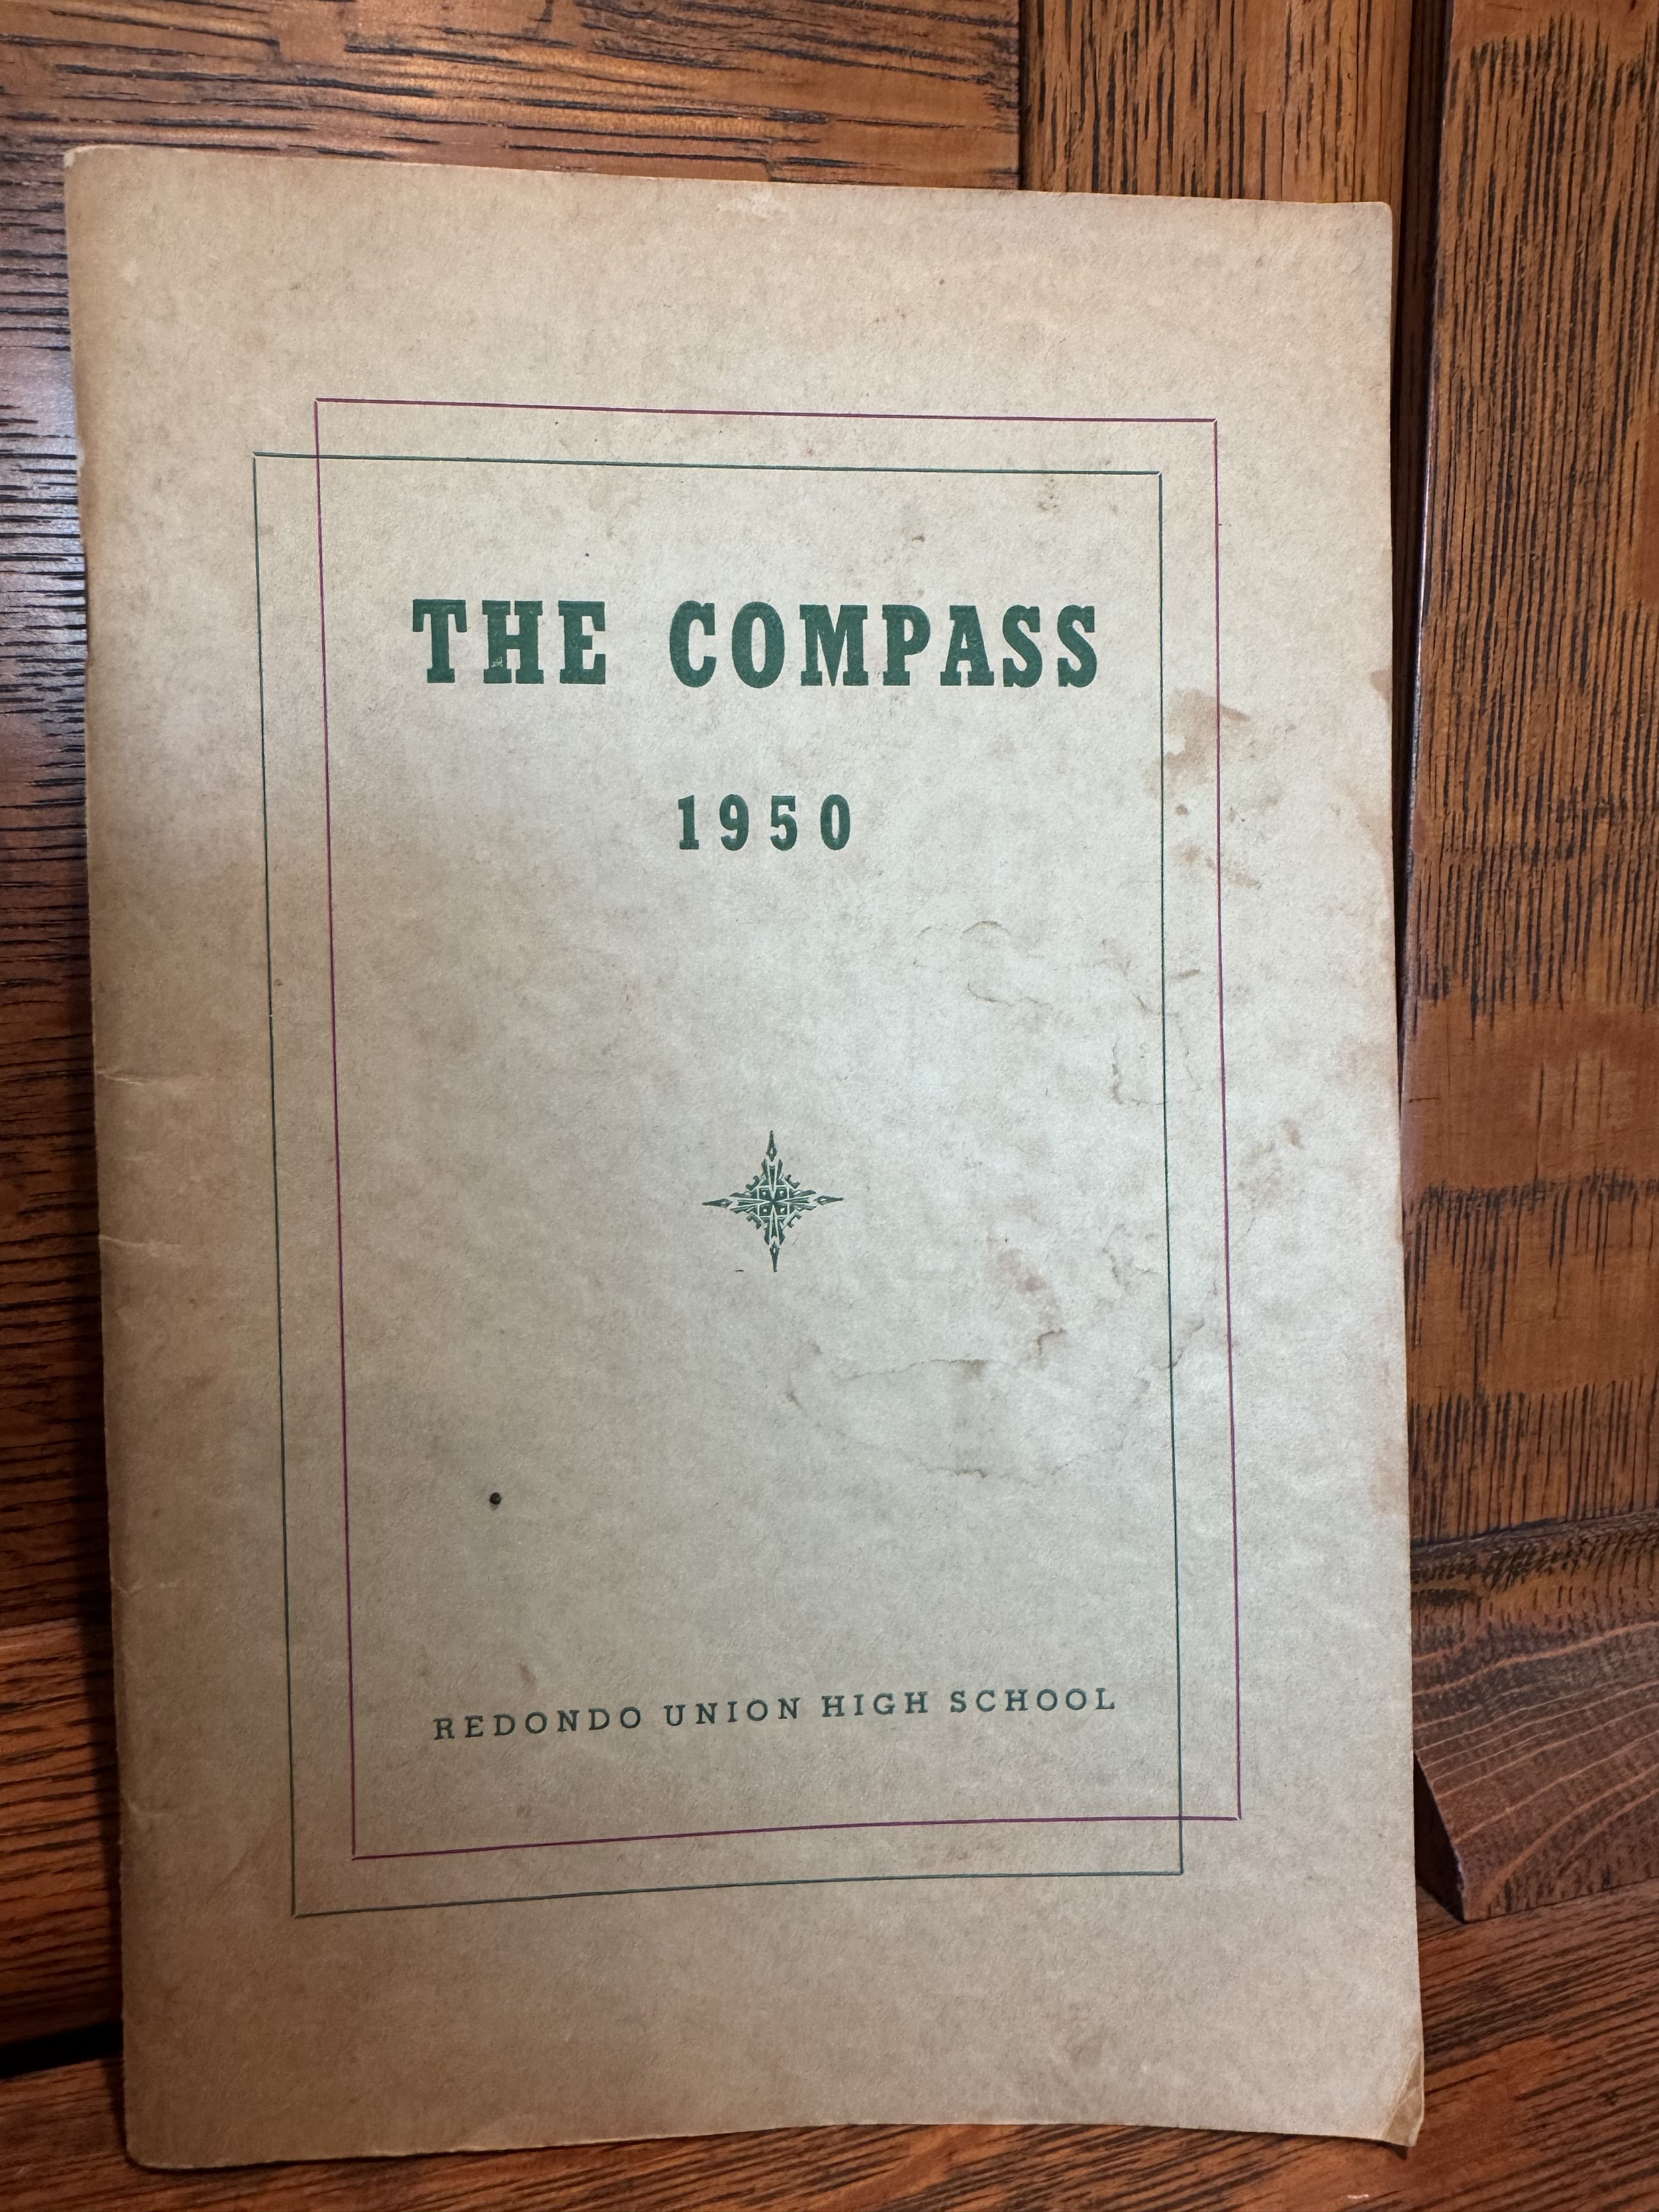 THE COMPASS
1950
REDONDO UNION HIGH SCHOOL